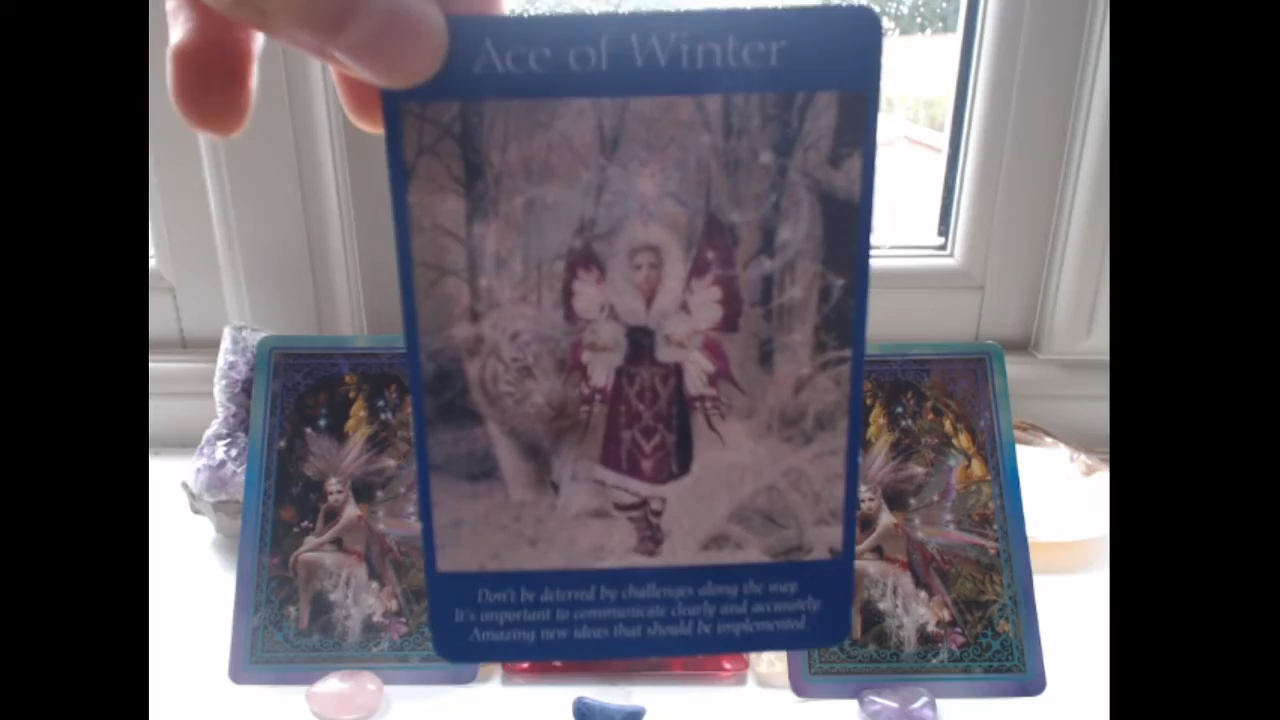 Ace of Winter
Don't be deterred by challenges along the way.
It's important to communicate clearly and accurately.
Amazing new ideas that should be implemented.